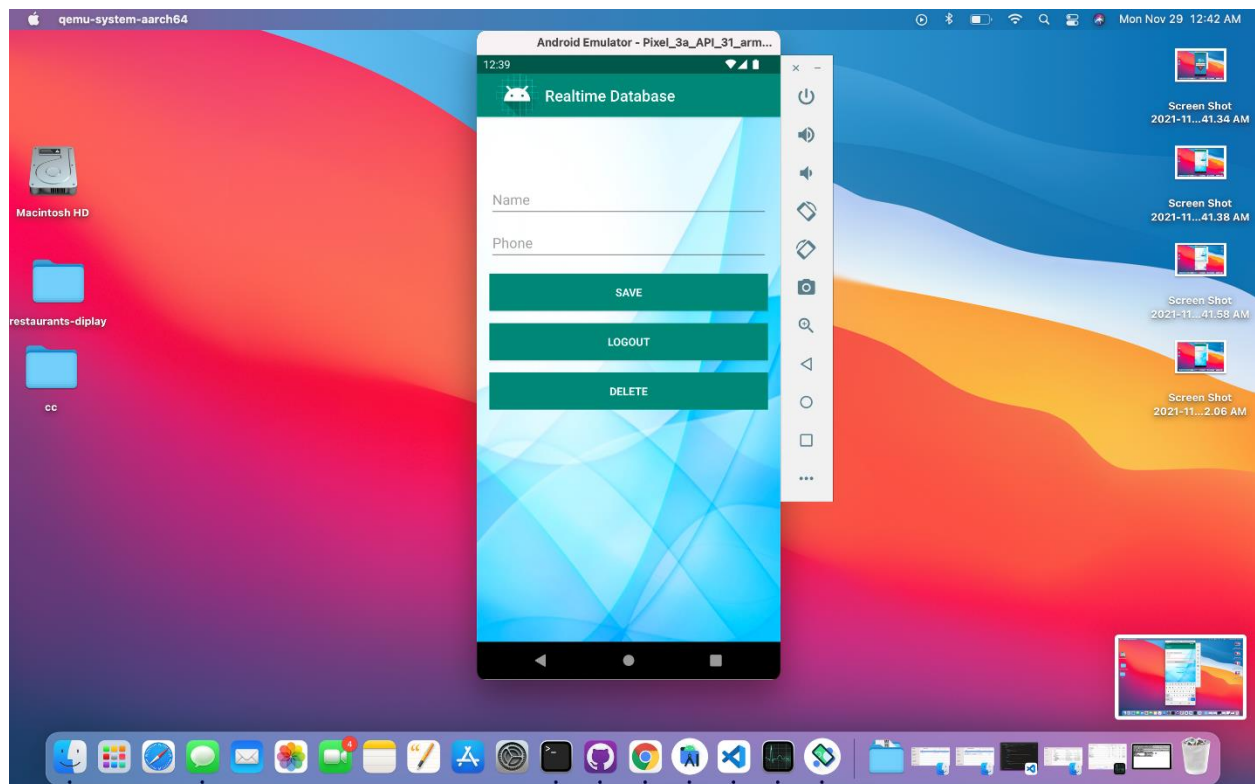 qemu-system-aarch64
Mon Nov 29 12:42 AM
Android Emulator - Pixel_3a_API_31_arm...
12:39
Realtime Database
Name
Phone
SAVE
LOGOUT
DELETE
Macintosh HD
restaurants-diplay
cc
Screen Shot
2021-11...41.34 AM
Screen Shot
2021-11...41.38 AM
Screen Shot
2021-11...41.58 AM
Screen Shot
2021-11...2.06 AM
4